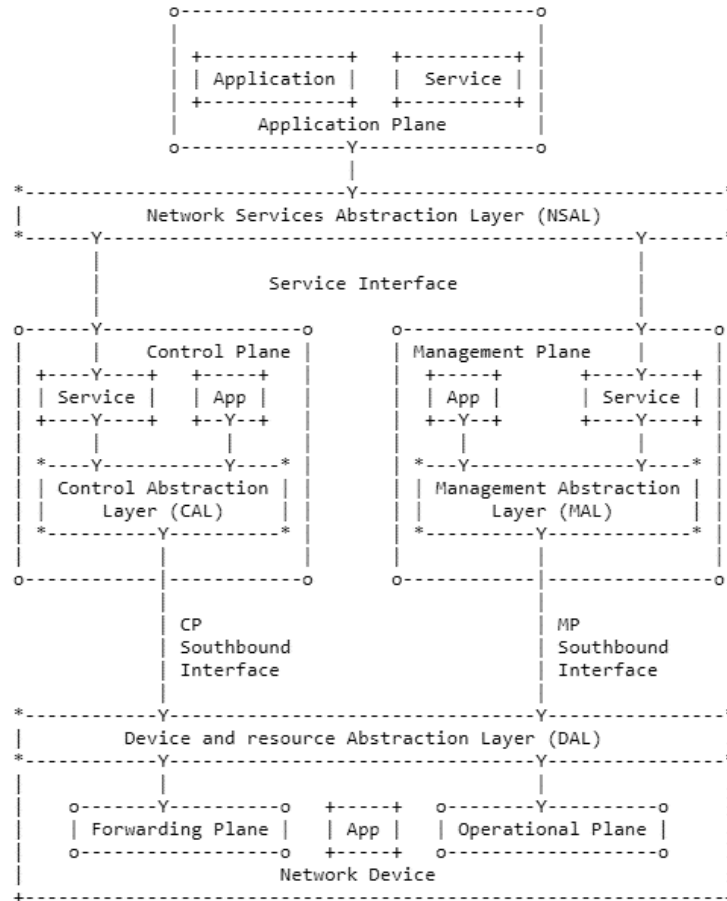 Application Service
Application Plane
Network Services Abstraction Layer (NSAL)
Service Interface
Control Plane Management Plane
Service App App Service
Control Abstraction Management Abstraction
Layer (CAL) Layer (MAL)
CP MP
Southbound Southbound
Interface Interface
Device and resource Abstraction Layer (DAL)
Forwarding Plane App Operational Plane
Network Device